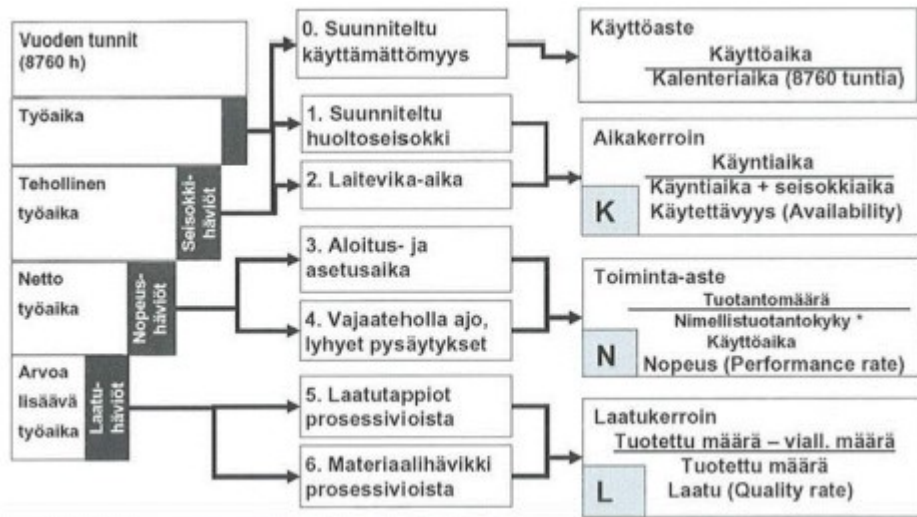 Vuoden tunnit
(8760 h)
Työaika
Tehollinen
työaika
Seisokki-
häviöt
Netto
työaika
Nopeus-
häviöt
Arvoa
lisäävä
työaika
Laatu-
häviöt
0. Suunniteltu
käyttämättömyys
1. Suunniteltu
huoltoseisokki
2. Laitevika-aika
3. Aloitus- ja
asetusaika
4. Vajaateholla ajo,
lyhyet pysäytykset
5. Laatutappiot
prosessivioista
6. Materiaalihävikki
prosessivioista
Käyttöaste
Käyttöaika
Kalenteriaika (8760 tuntia)
Aikakerroin
Käyntiaika
Käyntiaika + seisokkiaika
K
Käytettävyys (Availability)
Toiminta-aste
Tuotantomäärä
Nimellistuotantokyky *
Käyttöaika
N
Nopeus (Performance rate)
Laatukerroin
Tuotettu määrä – viall. määrä
Tuotettu määrä
L
Laatu (Quality rate)